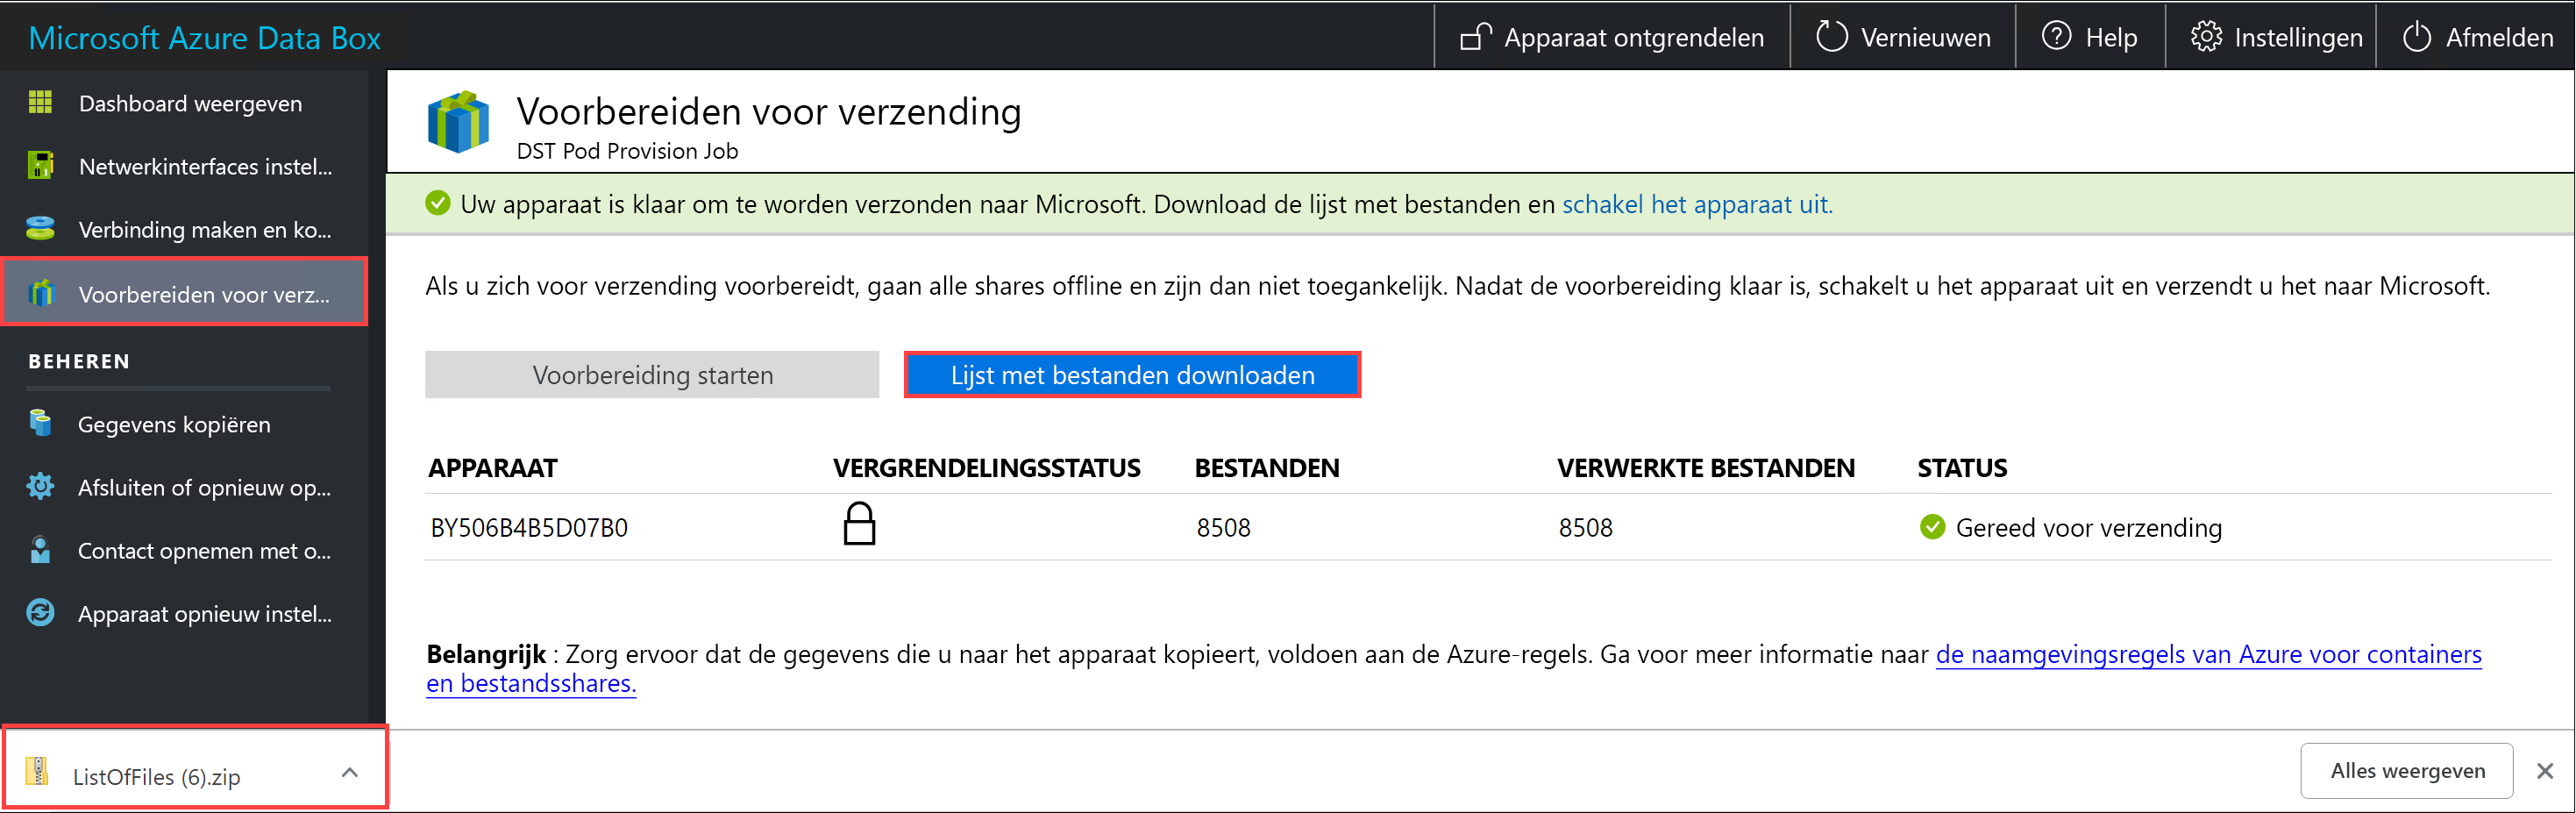 Microsoft Azure Data Box
Apparaat ontgrendelen
Vernieuwen
Help
Instellingen
Afmelden
Dashboard weergeven
Netwerkinterfaces instel...
Verbinding maken en ko...
Voorbereiden voor verz...
BEHEREN
Gegevens kopiëren
Afsluiten of opnieuw op...
Contact opnemen met o...
Apparaat opnieuw instel...
Voorbereiden voor verzending
DST Pod Provision Job
Uw apparaat is klaar om te worden verzonden naar Microsoft. Download de lijst met bestanden en schakel het apparaat uit.
Als u zich voor verzending voorbereidt, gaan alle shares offline en zijn dan niet toegankelijk. Nadat de voorbereiding klaar is, schakelt u het apparaat uit en verzendt u het naar Microsoft.
Voorbereiding starten
Lijst met bestanden downloaden
APPARAAT VERGRENDELINGSSTATUS BESTANDEN VERWERKTE BESTANDEN STATUS
BY506B4B5D07B0 8508 8508 Gereed voor verzending
Belangrijk : Zorg ervoor dat de gegevens die u naar het apparaat kopieert, voldoen aan de Azure-regels. Ga voor meer informatie naar de naamgevingsregels van Azure voor containers
en bestandsshares.
ListOfFiles (6).zip
Alles weergeven